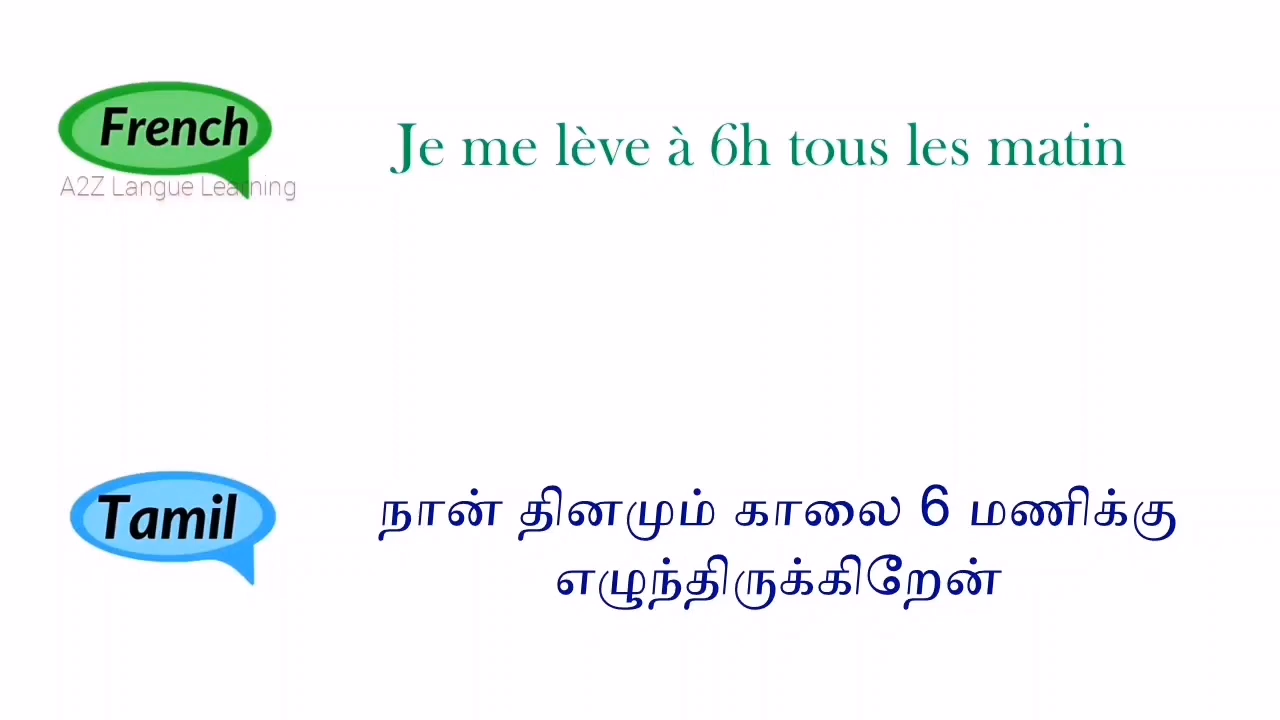 French
A2Z Langue Learning
Je me lève à 6h tous les matin
Tamil
நான் தினமும் காலை 6 மணிக்கு
எழுந்திருக்கிறேன்